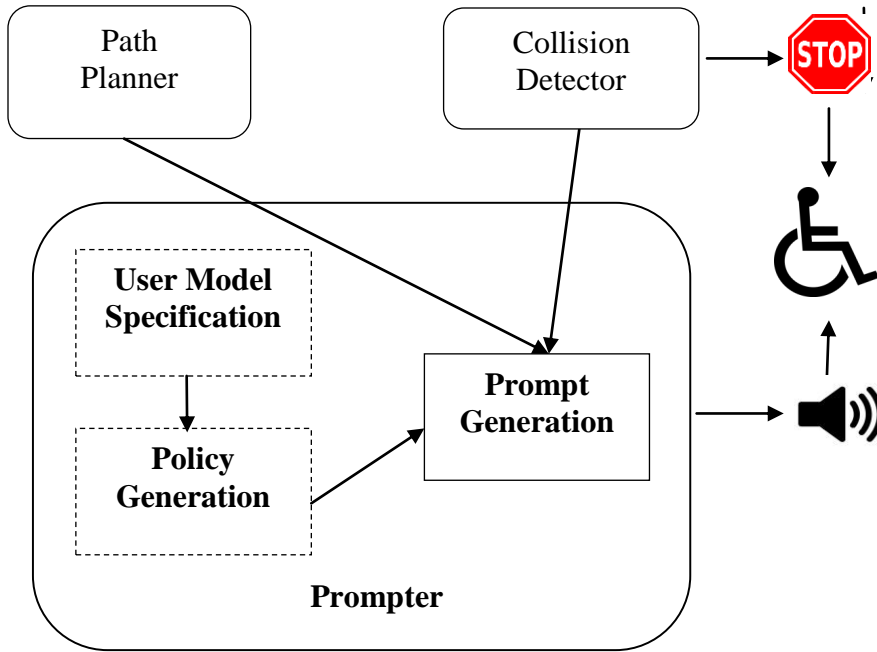 Path
Planner
Collision
Detector
STOP
User Model
Specification
Prompt
Generation
Policy
Generation
Prompter